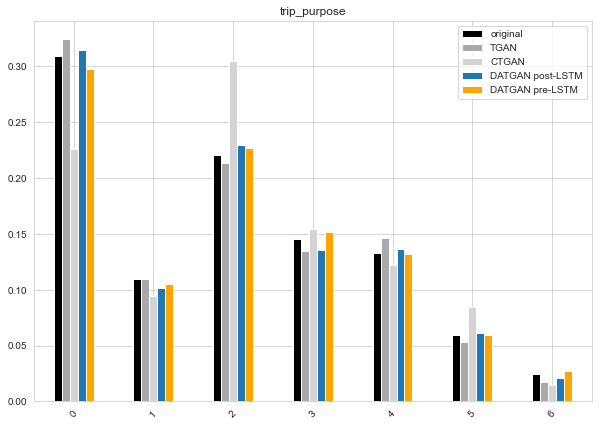 trip_purpose
original
TGAN
CTGAN
DATGAN post-LSTM
DATGAN pre-LSTM
0.30
0.25
0.20
0.15
0.10
0.05
0.00
0 1 2 3 4 5 6